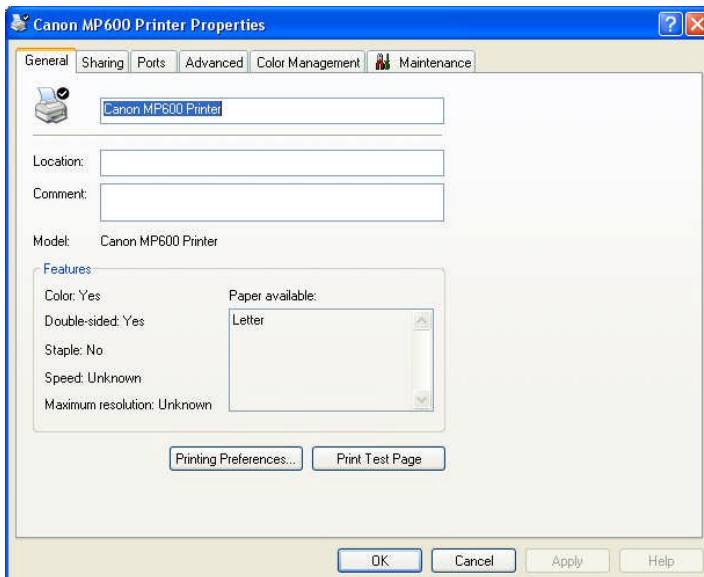 Canon MP600 Printer Properties
General Sharing Ports Advanced Color Management Maintenance
Canon MP600 Printer
Location:
Comment:
Model: Canon MP600 Printer
Features
Color: Yes Paper available:
Double-sided: Yes Letter
Staple: No
Speed: Unknown
Maximum resolution: Unknown
Printing Preferences... Print Test Page
OK Cancel Apply Help